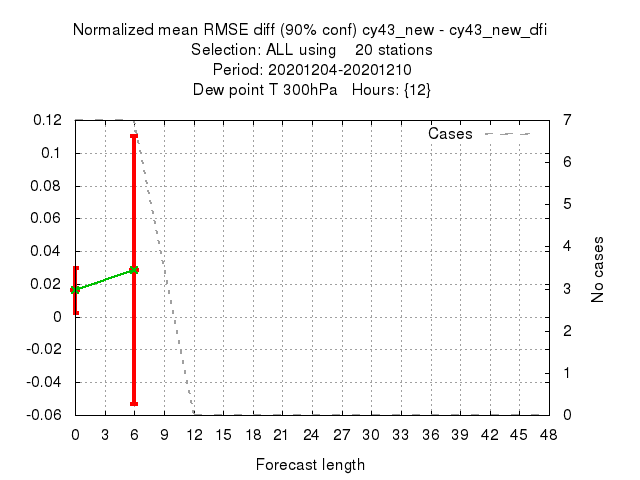 Normalized mean RMSE diff (90% conf) cy43_new - cy43_new_dfi
Selection: ALL using    20 stations
Period: 20201204-20201210
Dew point T 300hPa   Hours: {12}
Cases
0.12
0.1
0.08
0.06
0.04
0.02
0
-0.02
-0.04
-0.06
7
6
5
4
3
2
1
0
No cases
0 3 6 9 12 15 18 21 24 27 30 33 36 39 42 45 48
Forecast length